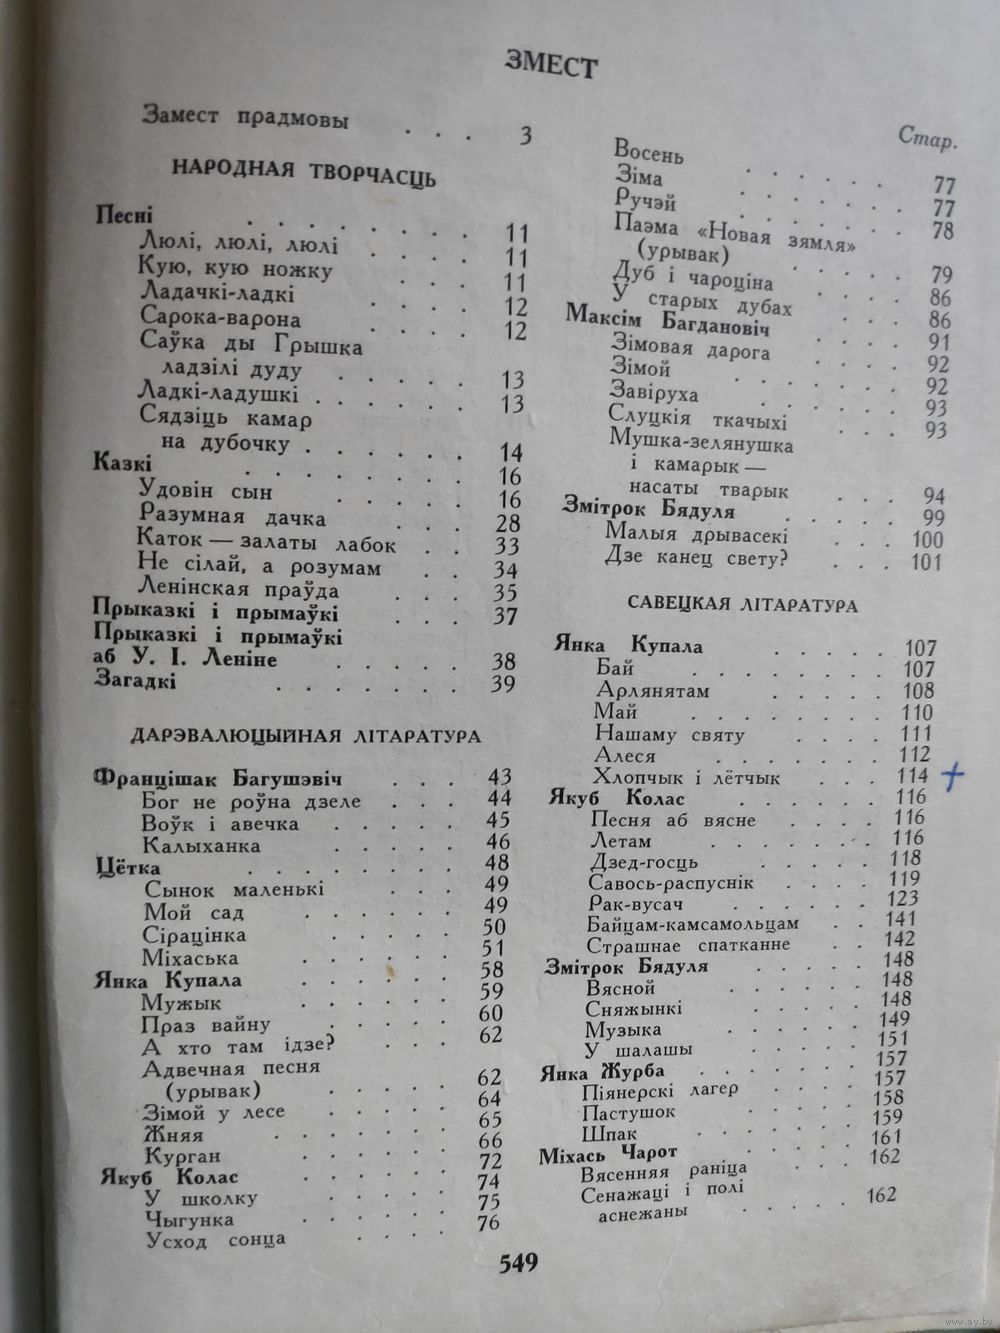 ЗМЕСТ
Замест прадмовы . . . 3
НАРОДНАЯ ТВОРЧАСЦЬ
Песні . . . . . . . 11
Люлі, люлі, люлі . . . . 11
Кую, кую ножку . . . . 11
Ладачкі-ладкі . . . . 12
Сарока-варона . . . . 12
Саўка ды Грышка
ладзілі дуду . . . . . 13
Ладкі-ладушкі . . . . . 13
Сядзіць камар
на дубочку . . . . . . 14
Казкі . . . . . . . 16
Удовін сын . . . . . 16
Разумная дачка . . . 28
Каток — залаты лабок . . 33
Не сілай, а розумам . . 34
Ленінская праўда . . . 35
Прыказкі і прымаўкі . . . 37
Прыказкі і прымаўкі
аб У. І. Леніне . . . . . 38
Загадкі . . . . . . . 39
ДАРЭВАЛЮЦЫЙНАЯ ЛІТАРАТУРА
Францішак Багушэвіч . . . 43
Бог не роўна дзеле . . . 44
Воўк і авечка . . . . . 45
Калыханка . . . . . 46
Цётка . . . . . . . . 48
Сынок маленькі . . . 49
Мой сад . . . . . . 49
Сірацінка . . . . . 50
Міхаська . . . . . . 51
Янка Купала . . . . . . 58
Мужык . . . . . . 59
Праз вайну . . . . . 60
А хто там ідзе? . . . 62
Адвечная песня
(урывак) . . . . . 62
Зімой у лесе . . . . 64
Жняя . . . . . . . 65
Курган . . . . . . 66
Якуб Колас . . . . . . 72
У школку . . . . 74
Чыгунка . . . . . . 75
Усход сонца . . . . 76
Стар.
Восень . . . . . . 77
Зіма . . . . . . 77
Ручэй . . . . . . 78
Паэма «Новая зямля»
(урывак) . . . . . 79
Дуб і чароціна . . . . 86
У старых дубах . . . 86
Максім Багдановіч . . . . 91
Зімовая дарога . . . . 92
Зімой . . . . . . 92
Завіруха . . . . . 93
Слуцкія ткачыхі . . . 93
Мушка-зелянушка
і камарык —
насаты тварык . . . 94
Змітрок Бядуля . . . . . 99
Малыя дрывасекі . . . 100
Дзе канец свету? . . . 101
САВЕЦКАЯ ЛІТАРАТУРА
Янка Купала . . . . . 107
Бай . . . . . . . 107
Арлянятам . . . . . 108
Май . . . . . . . 110
Нашаму святу . . . . 111
Алеся . . . . . . 112
Хлопчык і лётчык . . . 114 +
Якуб Колас . . . . . . 116
Песня аб вясне . . . . 116
Летам . . . . . . 116
Дзед-госць . . . . . 118
Савось-распуснік . . . . 119
Рак-вусач . . . . . . 123
Байцам-камсамольцам . . 141
Страшнае спатканне . . 142
Змітрок Бядуля . . . . . 148
Вясной . . . . . . 148
Сняжынкі . . . . . 148
Музыка . . . . . . 149
У шалашы . . . . . 151
Янка Журба . . . . . . . 157
Піянерскі лагер . . . . 157
Пастушок . . . . . 158
Шпак . . . . . . . 159
Міхась Чарот . . . . . 161
Вясенняя раніца . . . 162
Сенажаці і полі
аснежаны . . . . . 162
549
www.ay.by